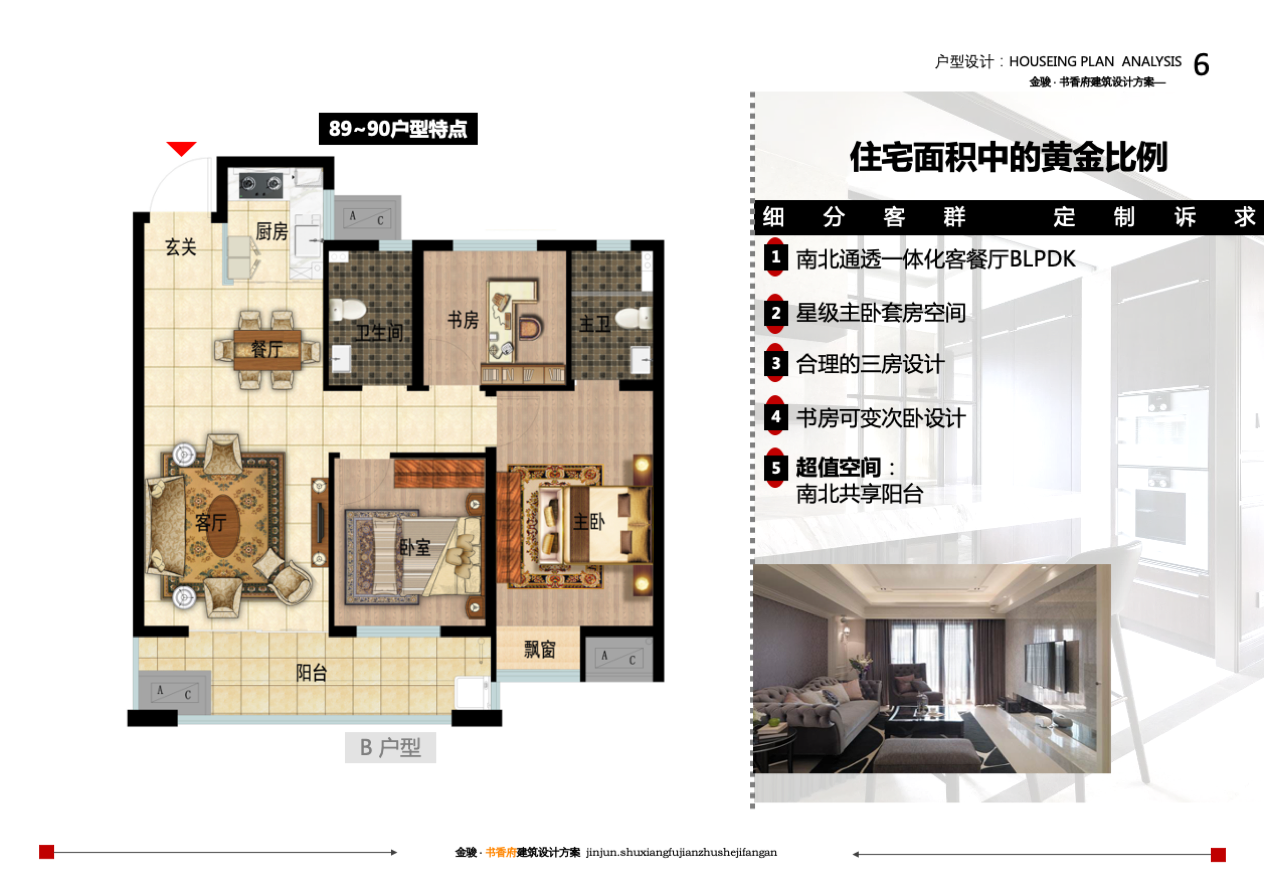 户型设计：HOUSEING PLAN ANALYSIS 6
金骏 · 书香府建筑设计方案—
89~90户型特点
玄关
厨房
A C
卫生间
书房
主卫
餐厅
客厅
卧室
主卧
阳台
飘窗
A C
A C
B 户型
住宅面积中的黄金比例
细 分 客 群 定 制 诉 求
1 南北通透一体化客餐厅BLPDK
2 星级主卧套房空间
3 合理的三房设计
4 书房可变次卧设计
5 超值空间：
南北共享阳台
金骏 · 书香府建筑设计方案 jinjun.shuxiangfujianzhushejifangan